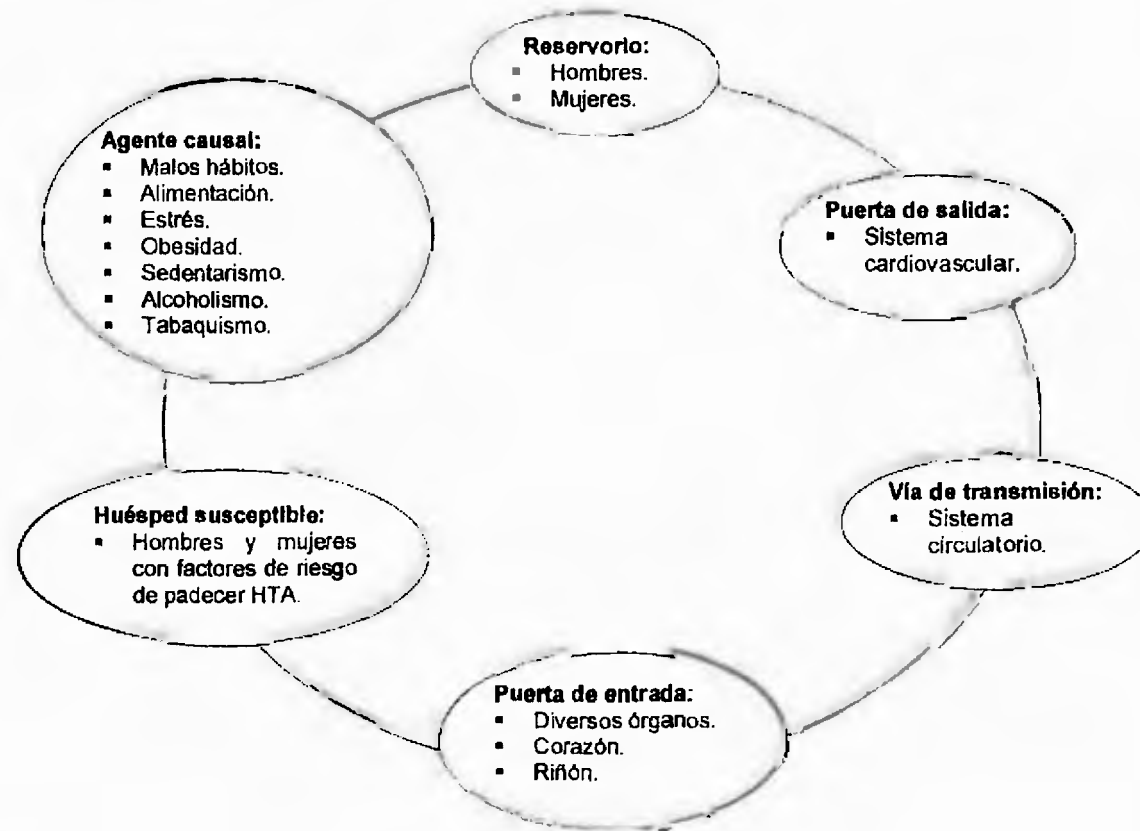 Reservorio:
▪ Hombres.
▪ Mujeres.
Puerta de salida:
▪ Sistema
cardiovascular.
Vía de transmisión:
▪ Sistema
circulatorio.
Puerta de entrada:
▪ Diversos órganos.
▪ Corazón.
▪ Riñón.
Huésped susceptible:
▪ Hombres y mujeres
con factores de riesgo
de padecer HTA.
Agente causal:
▪ Malos hábitos.
▪ Alimentación.
▪ Estrés.
▪ Obesidad.
▪ Sedentarismo.
▪ Alcoholismo.
▪ Tabaquismo.